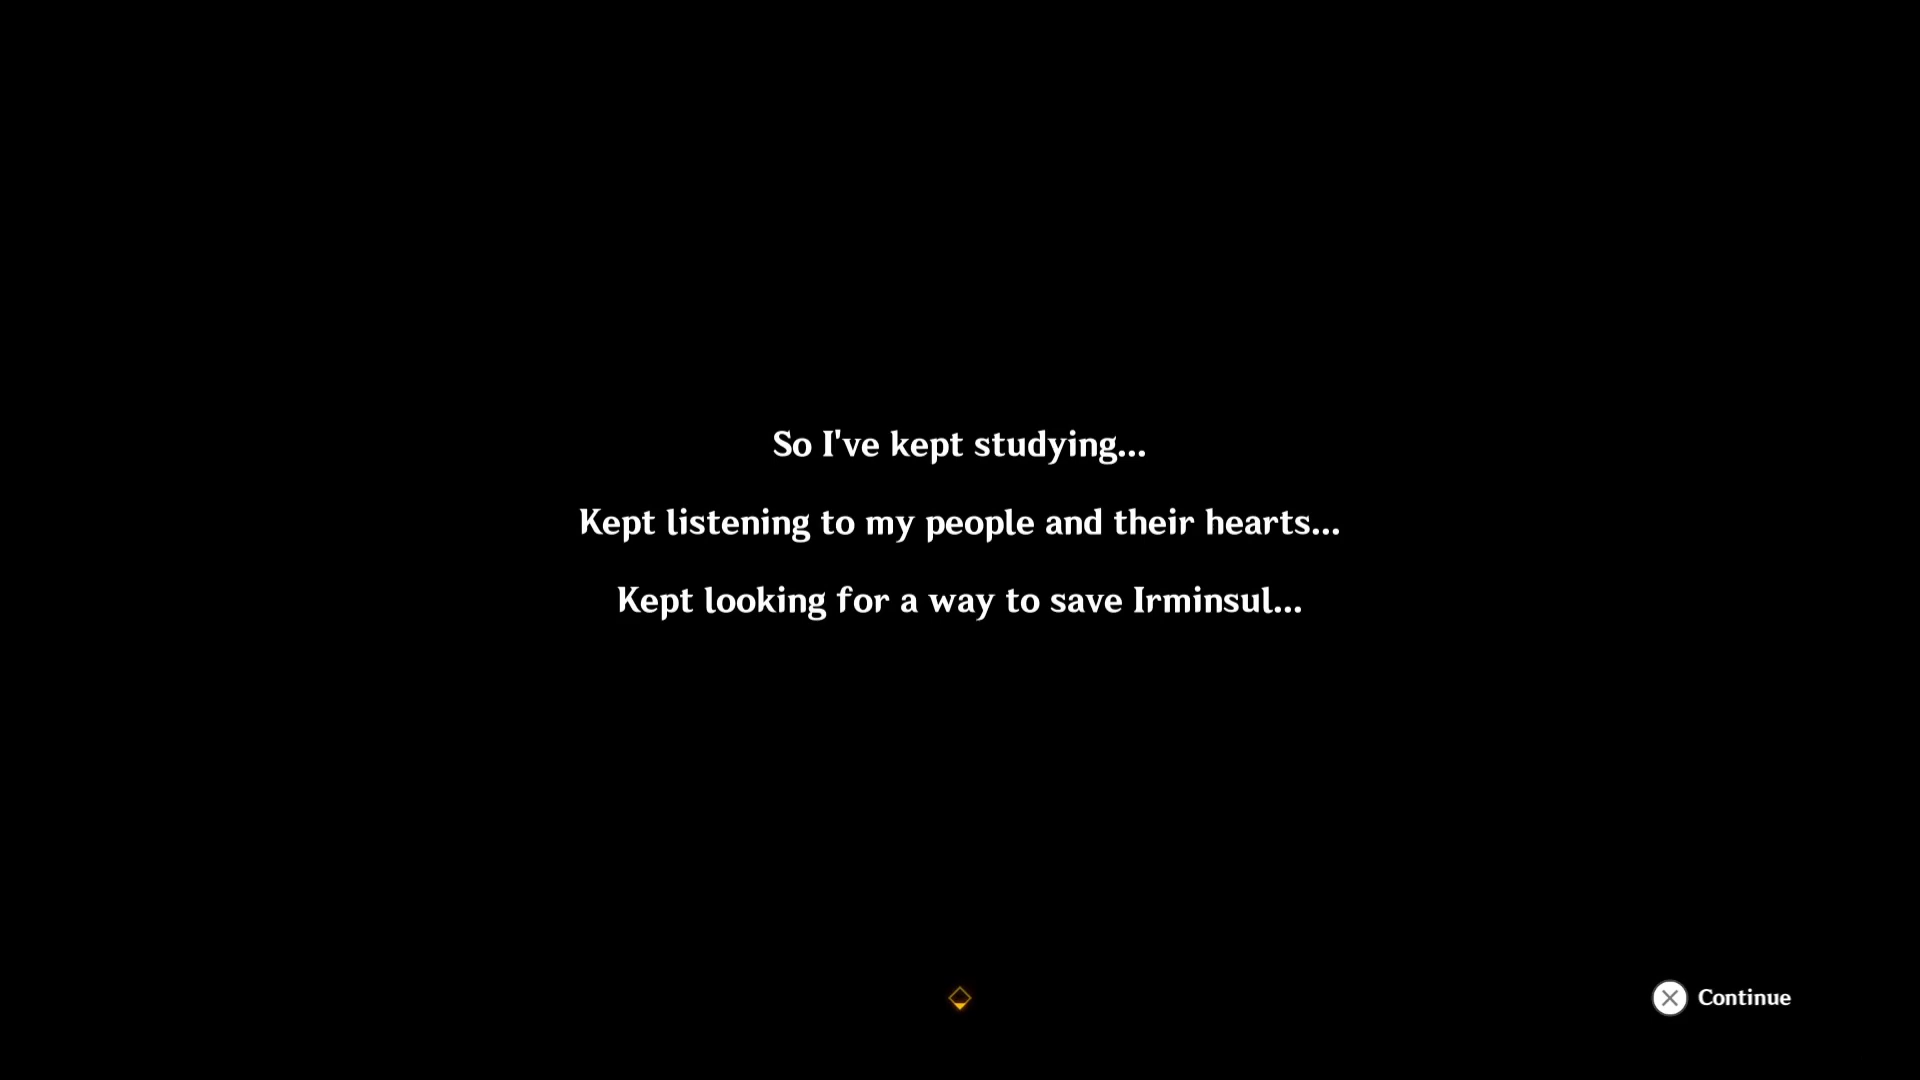 So I've kept studying...
Kept listening to my people and their hearts...
Kept looking for a way to save Irminsul...
Continue